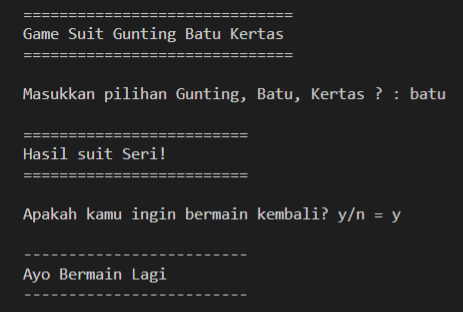 ==============================
Game Suit Gunting Batu Kertas
==============================
Masukkan pilihan Gunting, Batu, Kertas ? : batu
=========================
Hasil suit Seri!
=========================
Apakah kamu ingin bermain kembali? y/n = y
-------------------------
Ayo Bermain Lagi
-------------------------